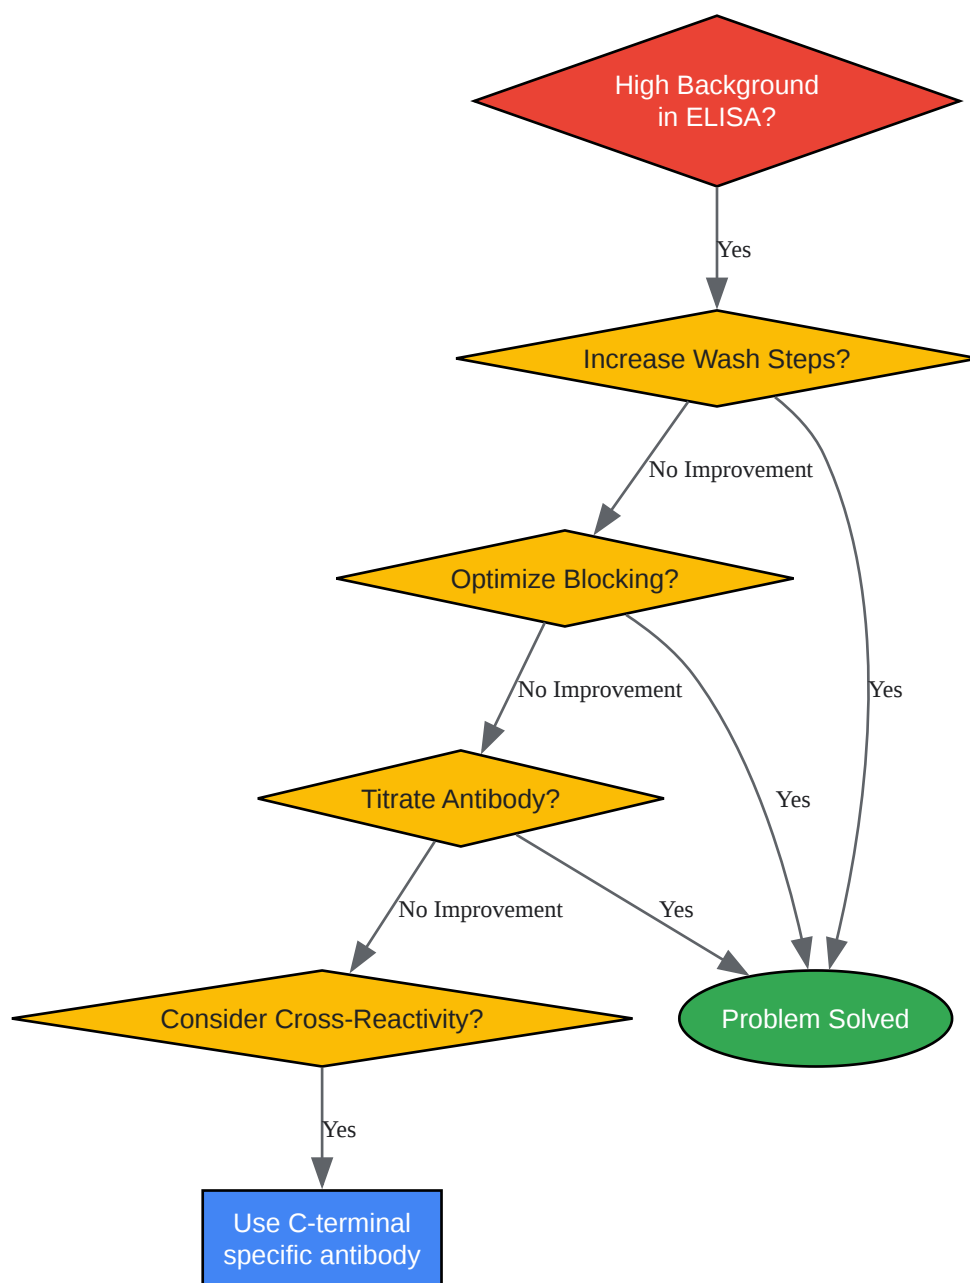 High Background
in ELISA?
Yes
Increase Wash Steps?
No Improvement
Optimize Blocking?
No Improvement
Yes
Titrate Antibody?
Yes
No Improvement
Yes
Consider Cross-Reactivity?
Problem Solved
Yes
Use C-terminal
specific antibody